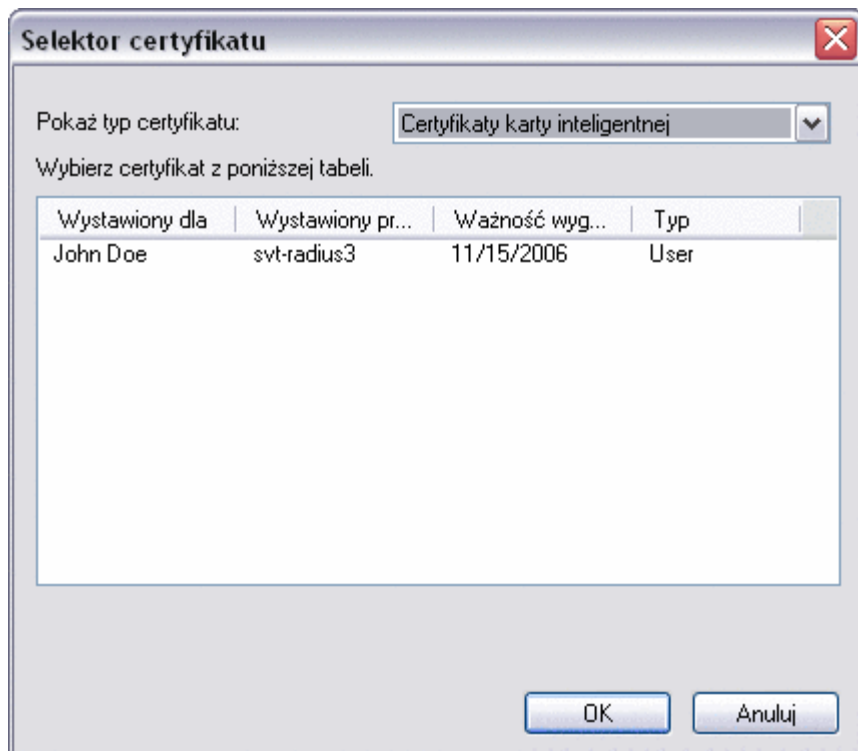 Selektor certyfikatu
Pokaż typ certyfikatu: Certyfikaty karty inteligentnej
Wybierz certyfikat z poniższej tabeli.
Wystawiony dla Wystawiony pr... Ważność wyg... Typ
John Doe svt-radius3 11/15/2006 User
OK Anuluj